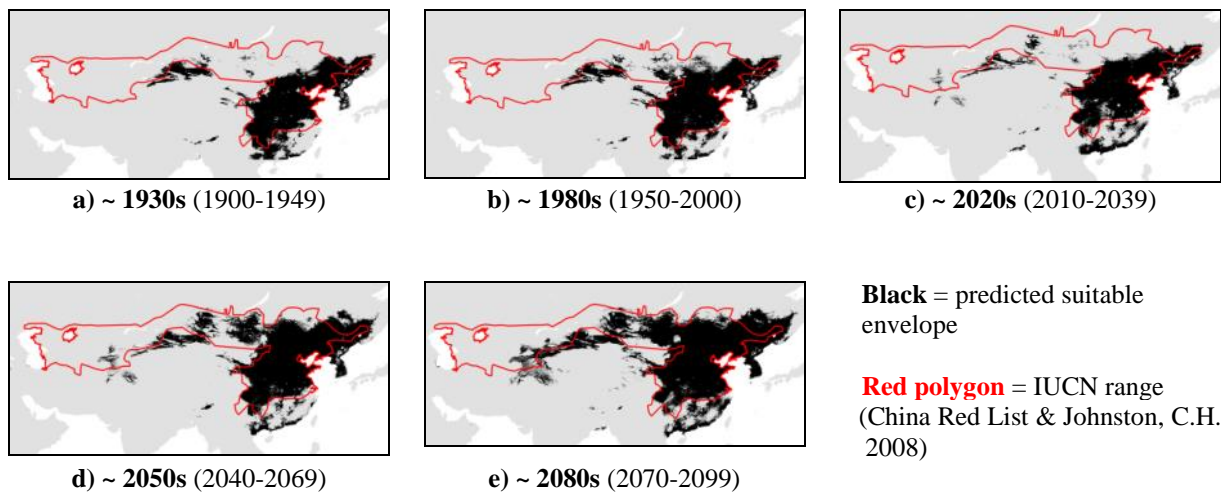 a) ~ 1930s (1900-1949)
b) ~ 1980s (1950-2000)
c) ~ 2020s (2010-2039)
d) ~ 2050s (2040-2069)
e) ~ 2080s (2070-2099)
Black = predicted suitable
envelope
Red polygon = IUCN range
(China Red List & Johnston, C.H.
2008)